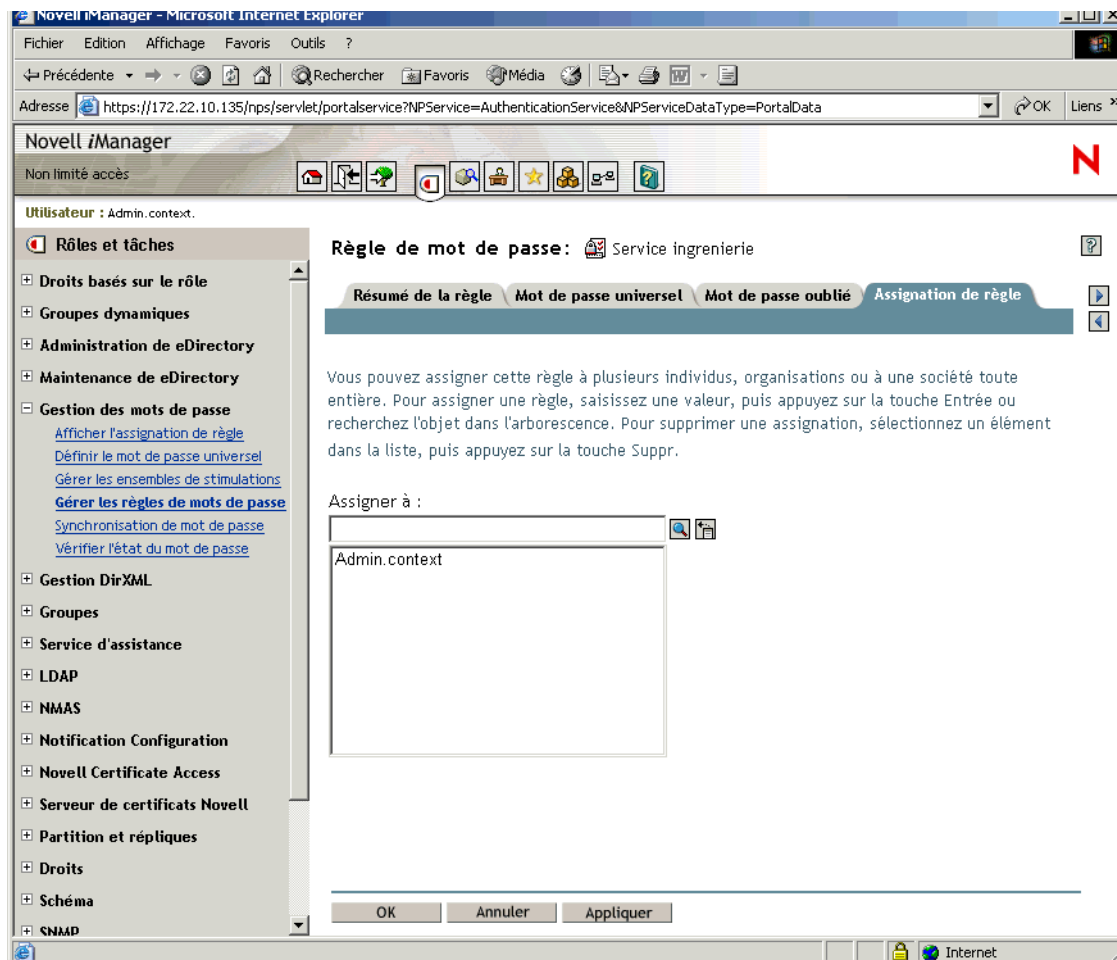 Novell iManager - Microsoft Internet Explorer
Fichier Edition Affichage Favoris Outils ?
Précédente Rechercher Favoris Média
Adresse https://172.22.10.135/nps/servlet/portalservice?NPService=AuthenticationService&NPServiceDataType=PortalData OK Liens »
Novell iManager
N
Non limité accès
Utilisateur : Admin.context.
Rôles et tâches
Droits basés sur le rôle
Groupes dynamiques
Administration de eDirectory
Maintenance de eDirectory
Gestion des mots de passe
Afficher l'assignation de règle
Définir le mot de passe universel
Gérer les ensembles de stimulations
Gérer les règles de mots de passe
Synchronisation de mot de passe
Vérifier l'état du mot de passe
Gestion DirXML
Groupes
Service d'assistance
LDAP
NMAS
Notification Configuration
Novell Certificate Access
Serveur de certificats Novell
Partition et répliques
Droits
Schéma
SNMP
Règle de mot de passe: Service ingrenierie
Résumé de la règle Mot de passe universel Mot de passe oublié Assignation de règle
Vous pouvez assigner cette règle à plusieurs individus, organisations ou à une société toute
entière. Pour assigner une règle, saisissez une valeur, puis appuyez sur la touche Entrée ou
recherchez l'objet dans l'arborescence. Pour supprimer une assignation, sélectionnez un élément
dans la liste, puis appuyez sur la touche Suppr.
Assigner à :
Admin.context
OK Annuler Appliquer
Internet